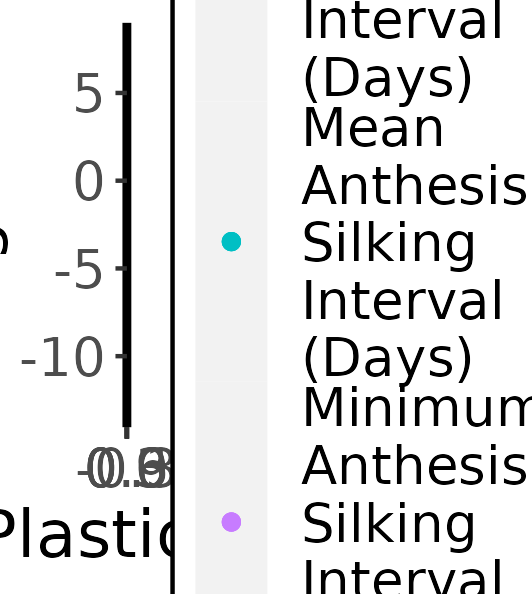 5
0
-5
-10
Plastic
Interval
(Days)
Mean
Anthesis
Silking
Interval
(Days)
Minimum
Anthesis
Silking
Interval